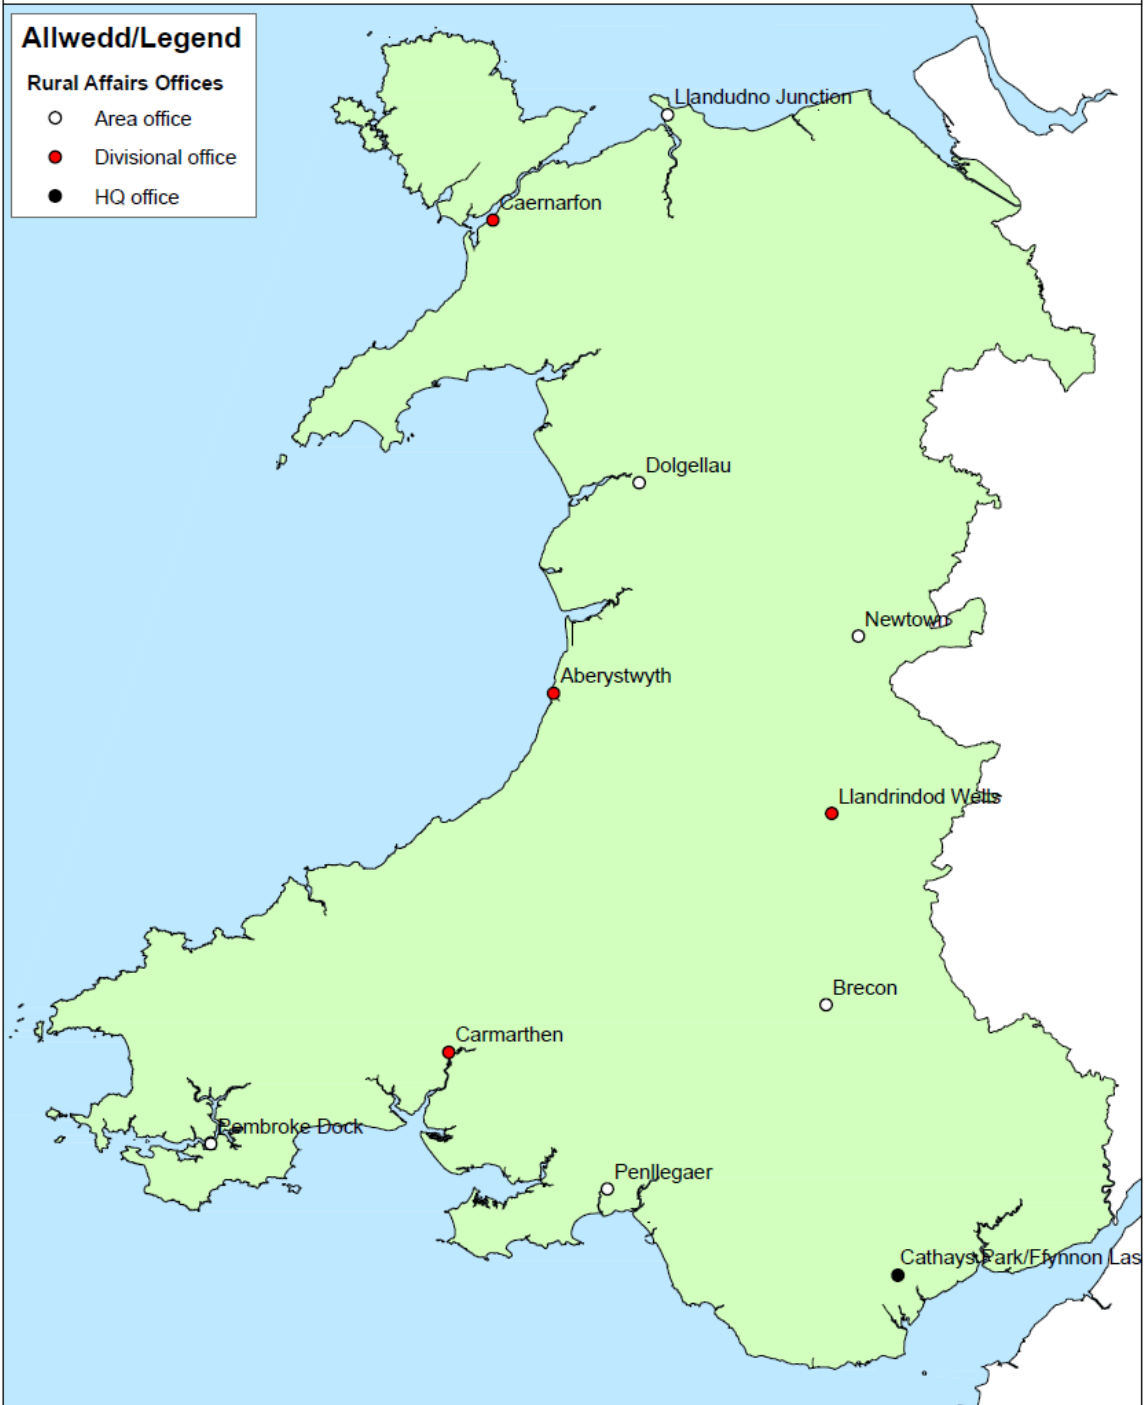 Allwedd/Legend
Rural Affairs Offices
Area office
Divisional office
HQ office
Llandudno Junction
Caernarfon
Dolgellau
Newtown
Aberystwyth
Llandrindod Wells
Brecon
Carmarthen
Pembroke Dock
Penllegaer
Cathays Park/Ffynnon Las